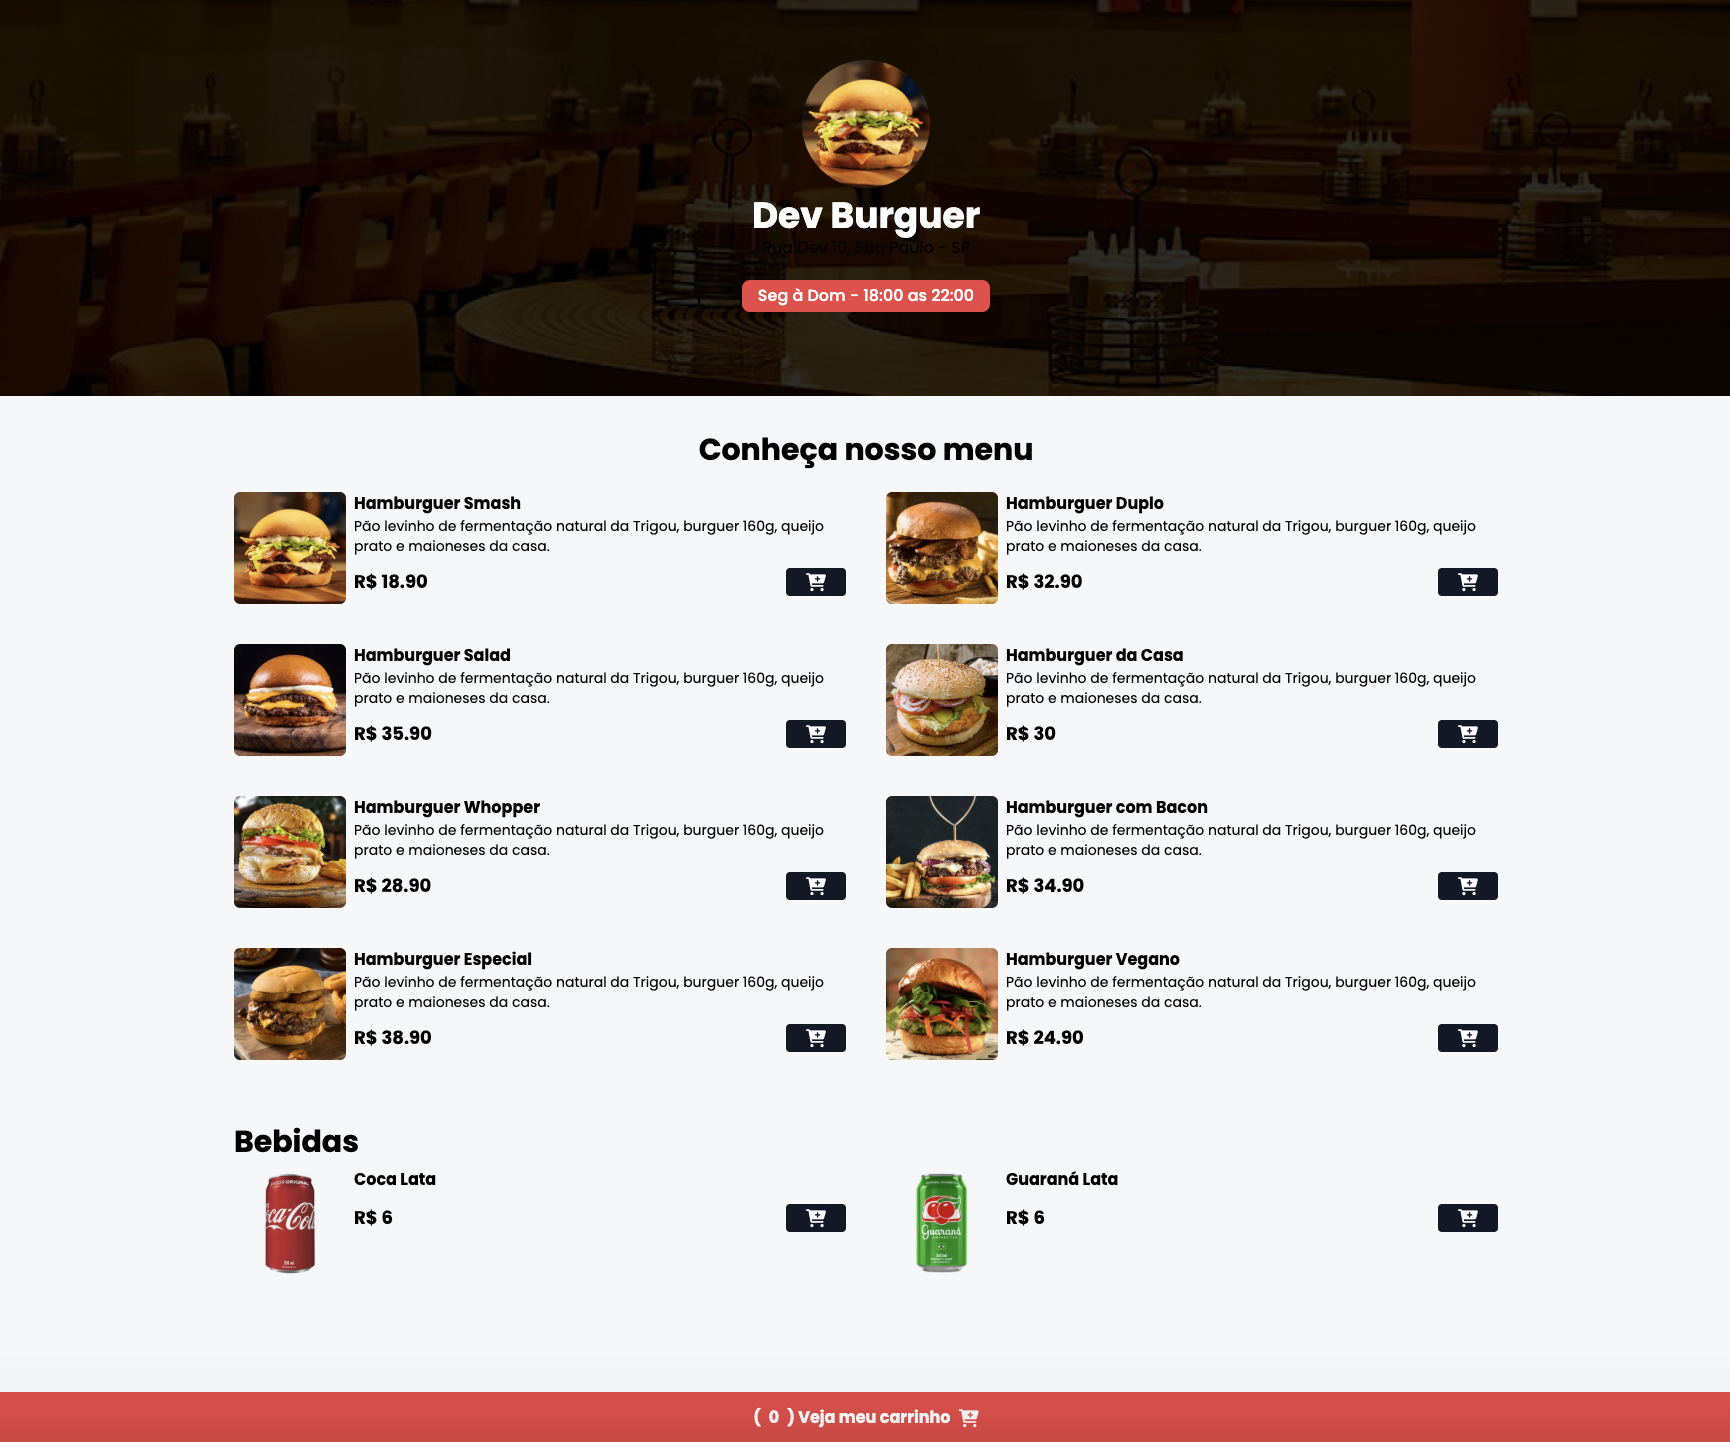 Dev Burguer
Rua Dev 10, São Paulo - SP
Seg à Dom - 18:00 as 22:00
Conheça nosso menu
Hamburguer Smash
Pão levinho de fermentação natural da Trigou, burguer 160g, queijo
prato e maioneses da casa.
R$ 18.90
Hamburguer Duplo
Pão levinho de fermentação natural da Trigou, burguer 160g, queijo
prato e maioneses da casa.
R$ 32.90
Hamburguer Salad
Pão levinho de fermentação natural da Trigou, burguer 160g, queijo
prato e maioneses da casa.
R$ 35.90
Hamburguer da Casa
Pão levinho de fermentação natural da Trigou, burguer 160g, queijo
prato e maioneses da casa.
R$ 30
Hamburguer Whopper
Pão levinho de fermentação natural da Trigou, burguer 160g, queijo
prato e maioneses da casa.
R$ 28.90
Hamburguer com Bacon
Pão levinho de fermentação natural da Trigou, burguer 160g, queijo
prato e maioneses da casa.
R$ 34.90
Hamburguer Especial
Pão levinho de fermentação natural da Trigou, burguer 160g, queijo
prato e maioneses da casa.
R$ 38.90
Hamburguer Vegano
Pão levinho de fermentação natural da Trigou, burguer 160g, queijo
prato e maioneses da casa.
R$ 24.90
Bebidas
Coca Lata
R$ 6
Guaraná Lata
R$ 6
Guaraná
( 0 ) Veja meu carrinho